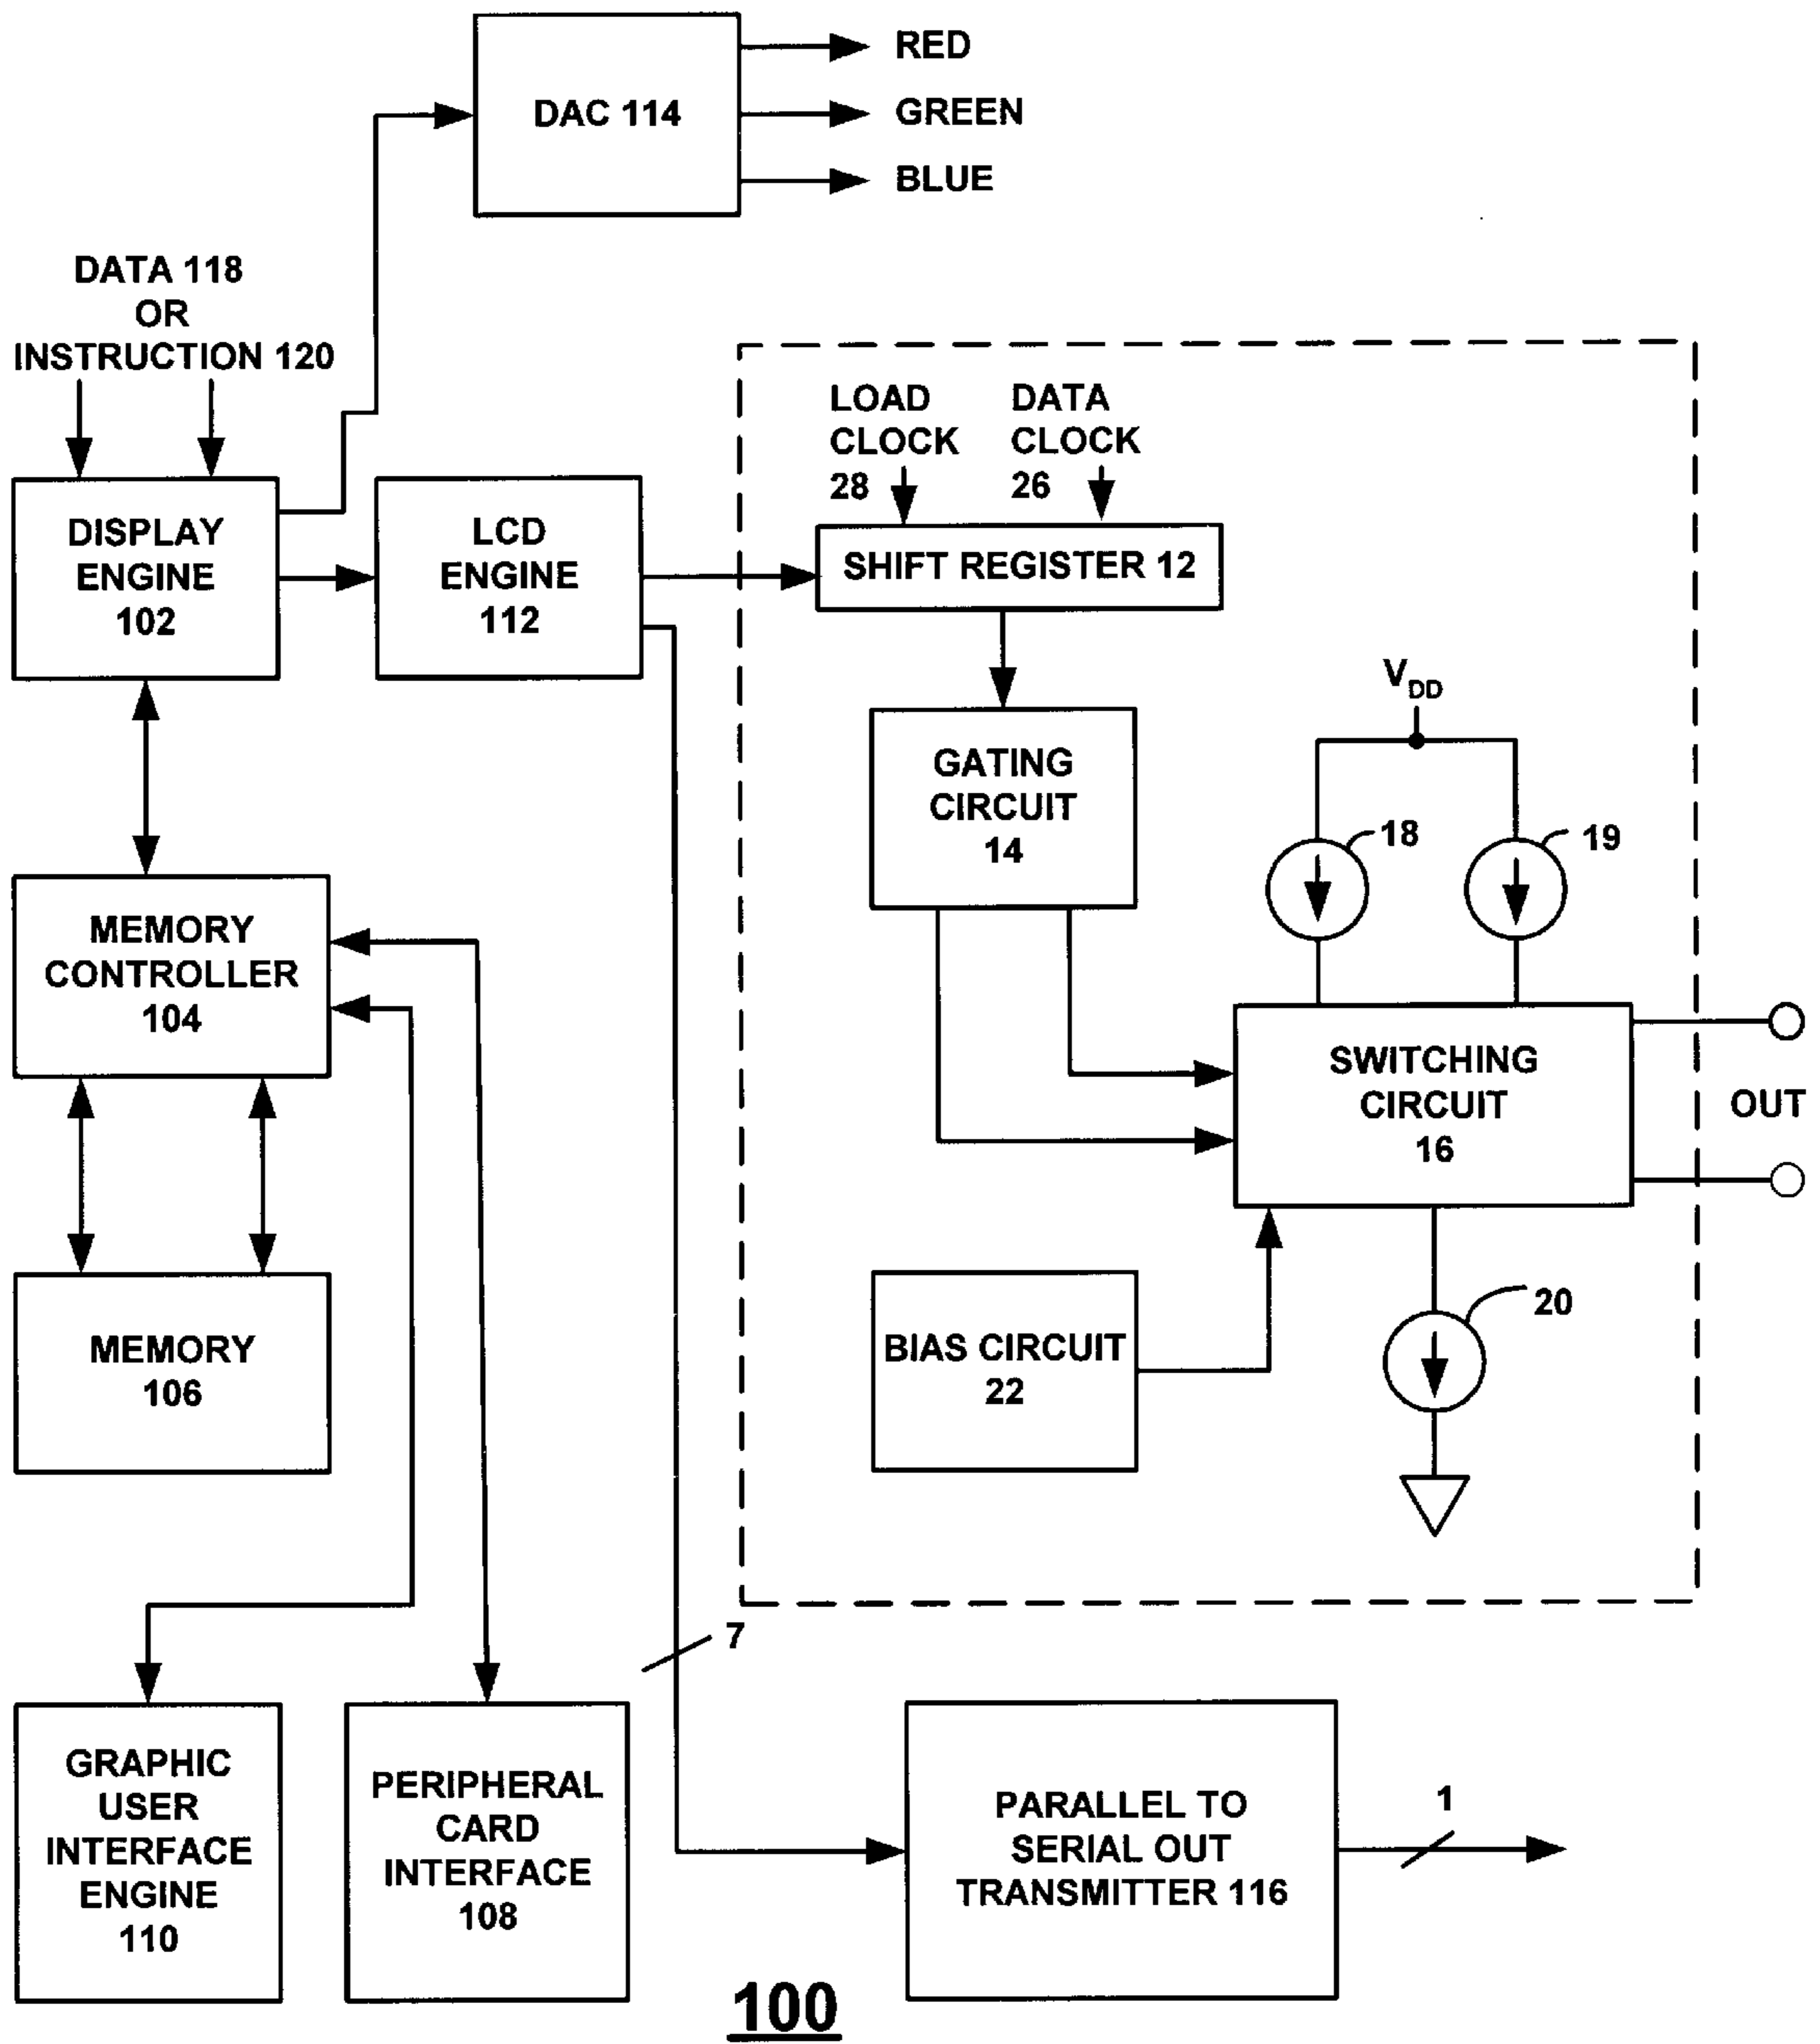 DAC 114
RED
GREEN
BLUE
DATA 118
OR
INSTRUCTION 120
DISPLAY
ENGINE
102
LCD
ENGINE
112
LOAD
CLOCK
28
DATA
CLOCK
26
SHIFT REGISTER 12
GATING
CIRCUIT
14
VDD
18
19
MEMORY
CONTROLLER
104
SWITCHING
CIRCUIT
16
OUT
MEMORY
106
BIAS CIRCUIT
22
20
7
GRAPHIC
USER
INTERFACE
ENGINE
110
PERIPHERAL
CARD
INTERFACE
108
PARALLEL TO
SERIAL OUT
TRANSMITTER 116
1
100